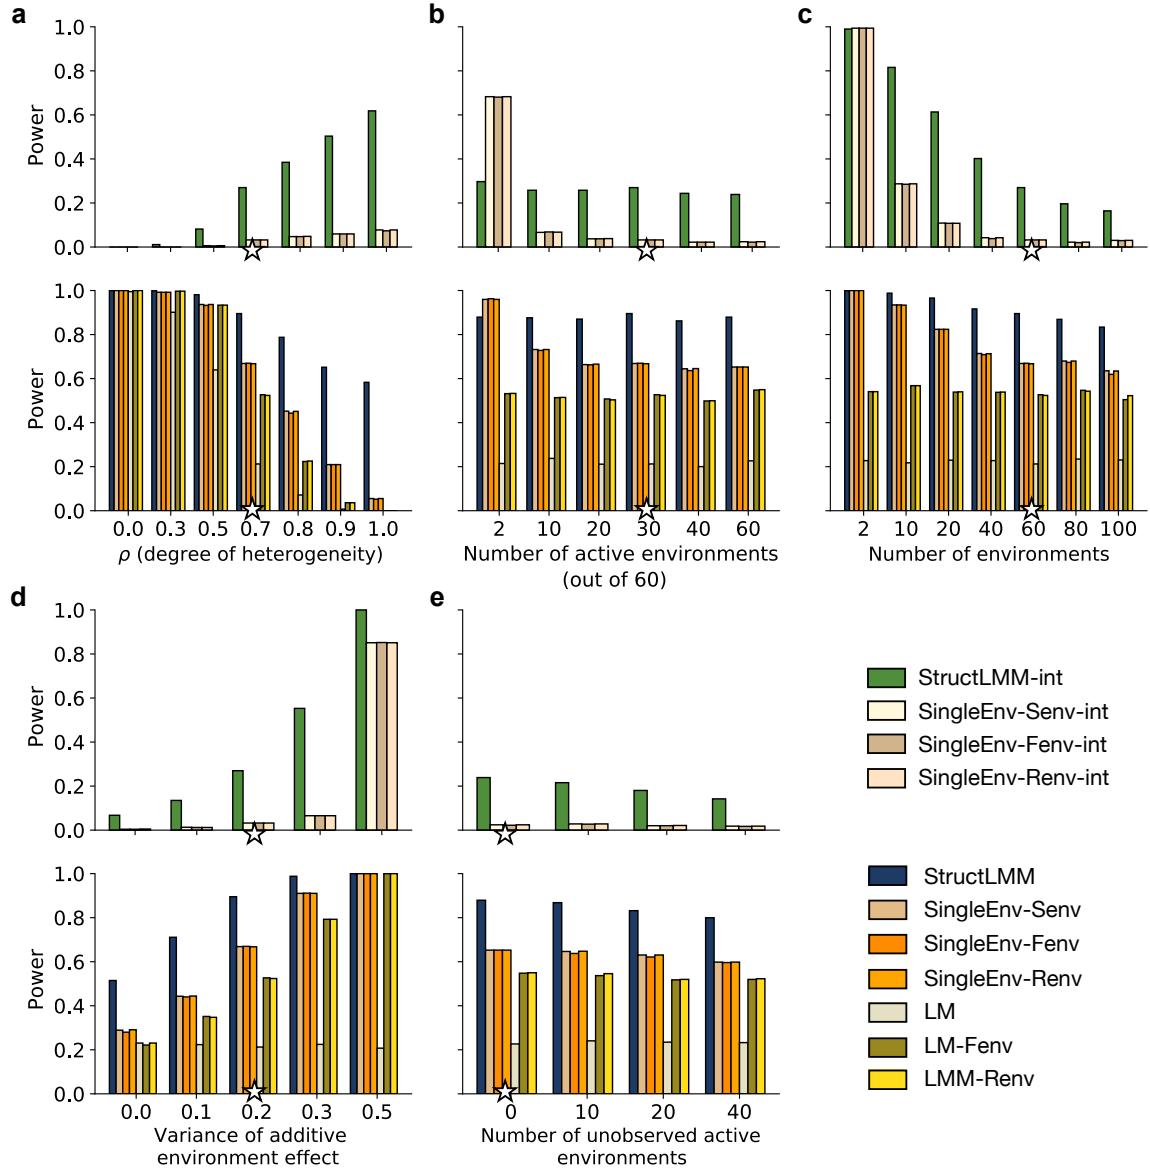 a
b
c
1.0
0.8
0.6
0.4
0.2
0.0
Power
1.0
0.8
0.6
0.4
0.2
0.0
Power
0.0 0.3 0.5 0.7 0.8 0.9 1.0
ρ (degree of heterogeneity)
2 10 20 30 40 60
Number of active environments
(out of 60)
2 10 20 40 60 80 100
Number of environments
d
e
1.0
0.8
0.6
0.4
0.2
0.0
Power
1.0
0.8
0.6
0.4
0.2
0.0
Power
0.0 0.1 0.2 0.3 0.5
Variance of additive
environment effect
0 10 20 40
Number of unobserved active
environments
StructLMM-int
SingleEnv-Senv-int
SingleEnv-Fenv-int
SingleEnv-Renv-int
StructLMM
SingleEnv-Senv
SingleEnv-Fenv
SingleEnv-Renv
LM
LM-Fenv
LMM-Renv